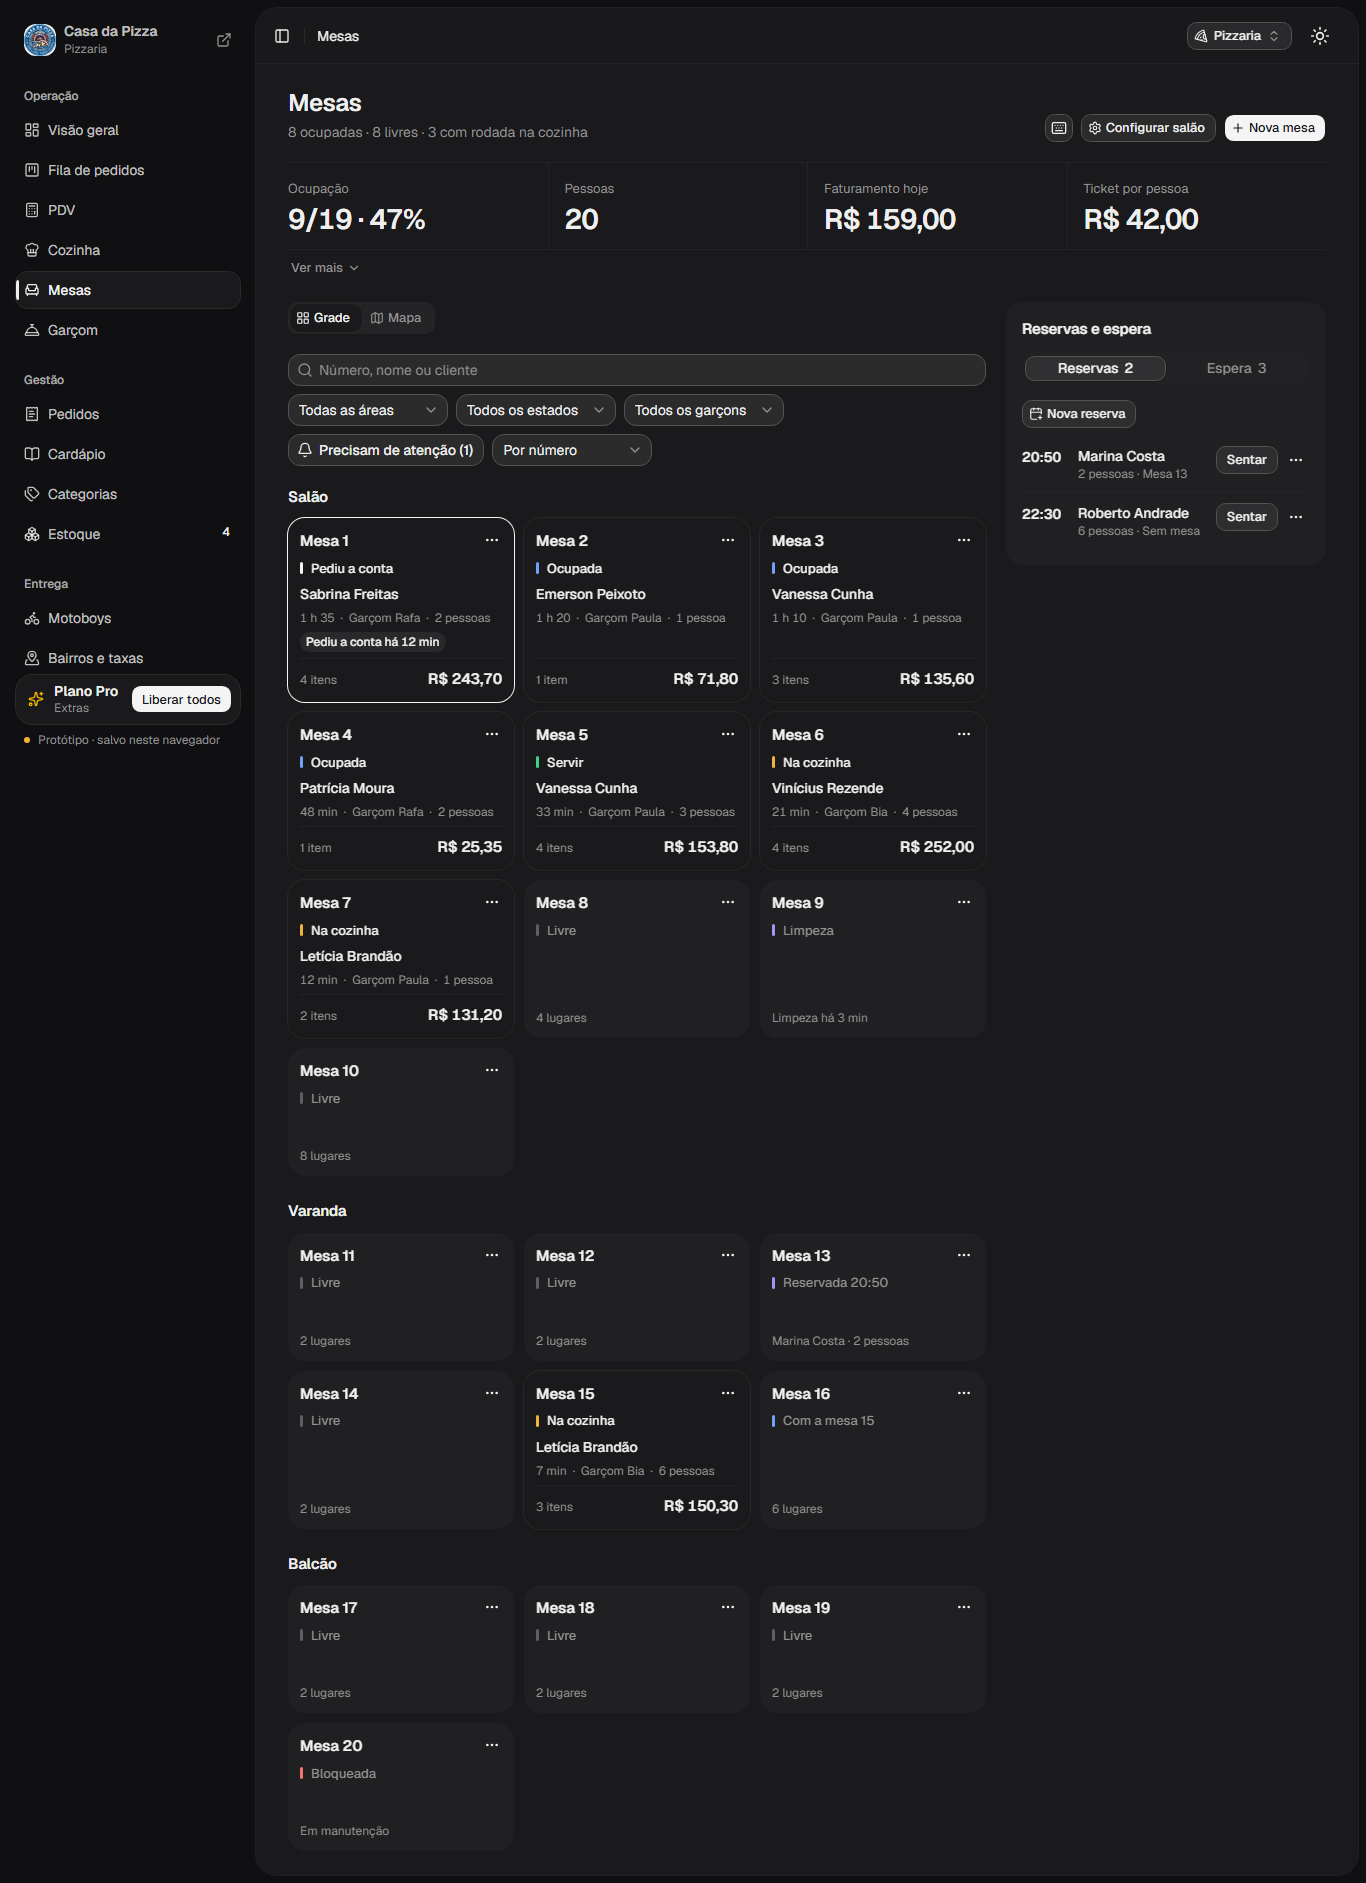 Casa da Pizza
Pizzaria
Operação
Visão geral
Fila de pedidos
PDV
Cozinha
Mesas
Garçom
Gestão
Pedidos
Cardápio
Categorias
Estoque 4
Entrega
Motoboys
Bairros e taxas
Plano Pro
Extras
Liberar todos
Protótipo · salvo neste navegador
Mesas
Pizzaria
Mesas
8 ocupadas · 8 livres · 3 com rodada na cozinha
Configurar salão
Nova mesa
Ocupação
9/19 · 47%
Pessoas
20
Faturamento hoje
R$ 159,00
Ticket por pessoa
R$ 42,00
Ver mais
Grade Mapa
Número, nome ou cliente
Todas as áreas Todos os estados Todos os garçons
Precisam de atenção (1) Por número
Salão
Mesa 1
Pediu a conta
Sabrina Freitas
1 h 35 · Garçom Rafa · 2 pessoas
Pediu a conta há 12 min
4 itens R$ 243,70
Mesa 2
Ocupada
Emerson Peixoto
1 h 20 · Garçom Paula · 1 pessoa
1 item R$ 71,80
Mesa 3
Ocupada
Vanessa Cunha
1 h 10 · Garçom Paula · 1 pessoa
3 itens R$ 135,60
Mesa 4
Ocupada
Patrícia Moura
48 min · Garçom Rafa · 2 pessoas
1 item R$ 25,35
Mesa 5
Servir
Vanessa Cunha
33 min · Garçom Paula · 3 pessoas
4 itens R$ 153,80
Mesa 6
Na cozinha
Vinícius Rezende
21 min · Garçom Bia · 4 pessoas
4 itens R$ 252,00
Mesa 7
Na cozinha
Letícia Brandão
12 min · Garçom Paula · 1 pessoa
2 itens R$ 131,20
Mesa 8
Livre
4 lugares
Mesa 9
Limpeza
Limpeza há 3 min
Mesa 10
Livre
8 lugares
Varanda
Mesa 11
Livre
2 lugares
Mesa 12
Livre
2 lugares
Mesa 13
Reservada 20:50
Marina Costa · 2 pessoas
Mesa 14
Livre
2 lugares
Mesa 15
Na cozinha
Letícia Brandão
7 min · Garçom Bia · 6 pessoas
3 itens R$ 150,30
Mesa 16
Com a mesa 15
6 lugares
Balcão
Mesa 17
Livre
2 lugares
Mesa 18
Livre
2 lugares
Mesa 19
Livre
2 lugares
Mesa 20
Bloqueada
Em manutenção
Reservas e espera
Reservas 2 Espera 3
Nova reserva
20:50 Marina Costa
2 pessoas · Mesa 13
Sentar
22:30 Roberto Andrade
6 pessoas · Sem mesa
Sentar